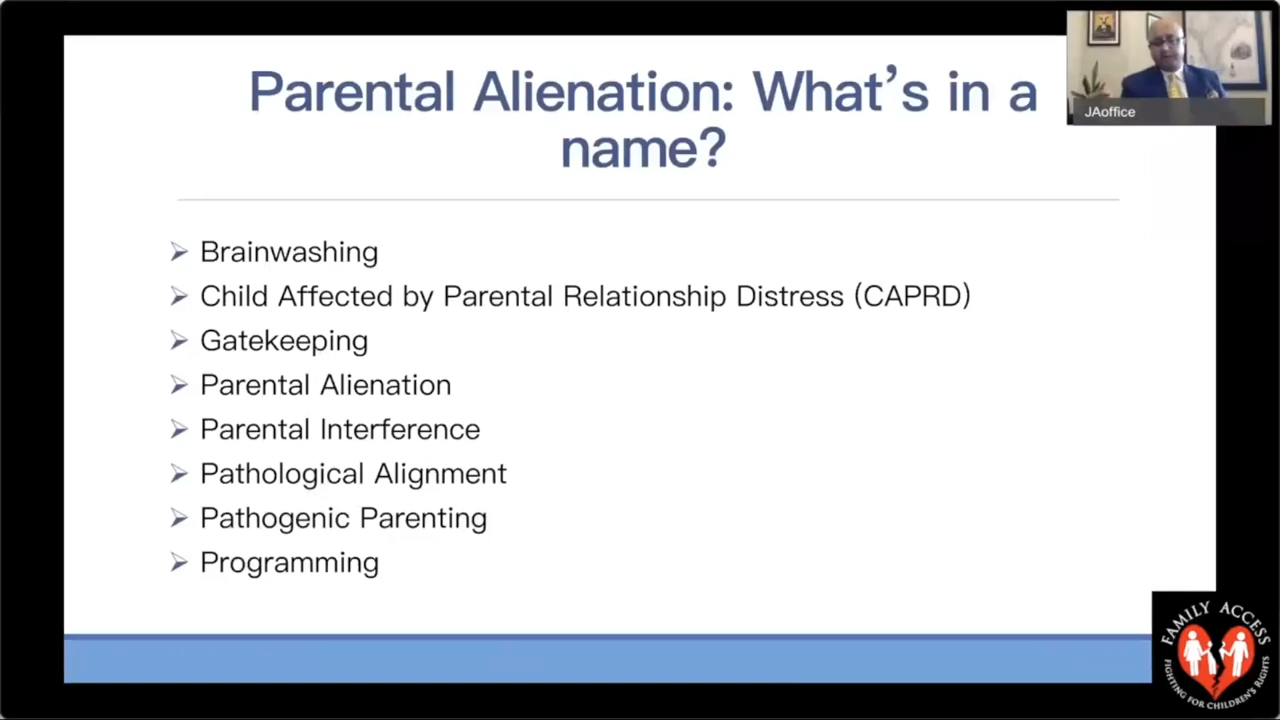 Parental Alienation: What's in a
name?
JAoffice
Brainwashing
Child Affected by Parental Relationship Distress (CAPRD)
Gatekeeping
Parental Alienation
Parental Interference
Pathological Alignment
Pathogenic Parenting
Programming
FAMILY ACCESS
FIGHTING FOR CHILDREN'S RIGHTS